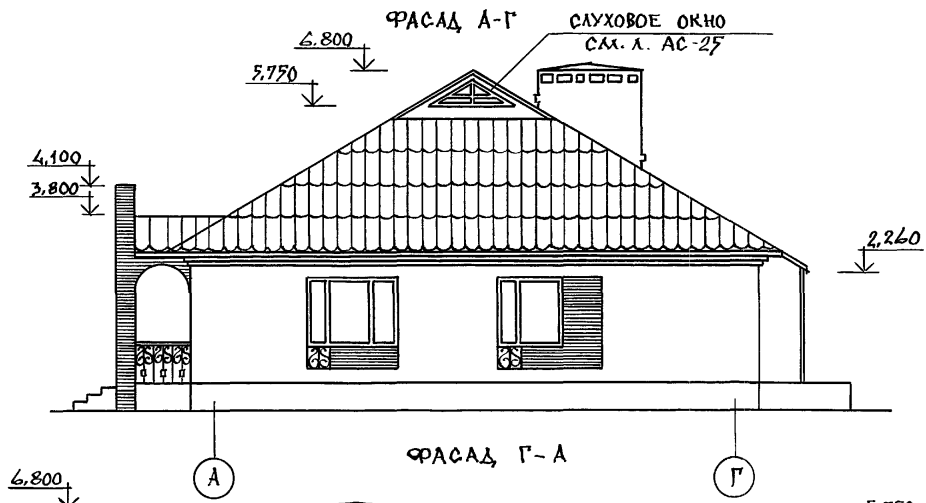 ФАСАД А-Г
СЛУХОВОЕ ОКНО
СМ. Л. АС-25
6.800
5,750
4,100
3,800
2,260
А
Г
ФАСАД Г-А
6,800